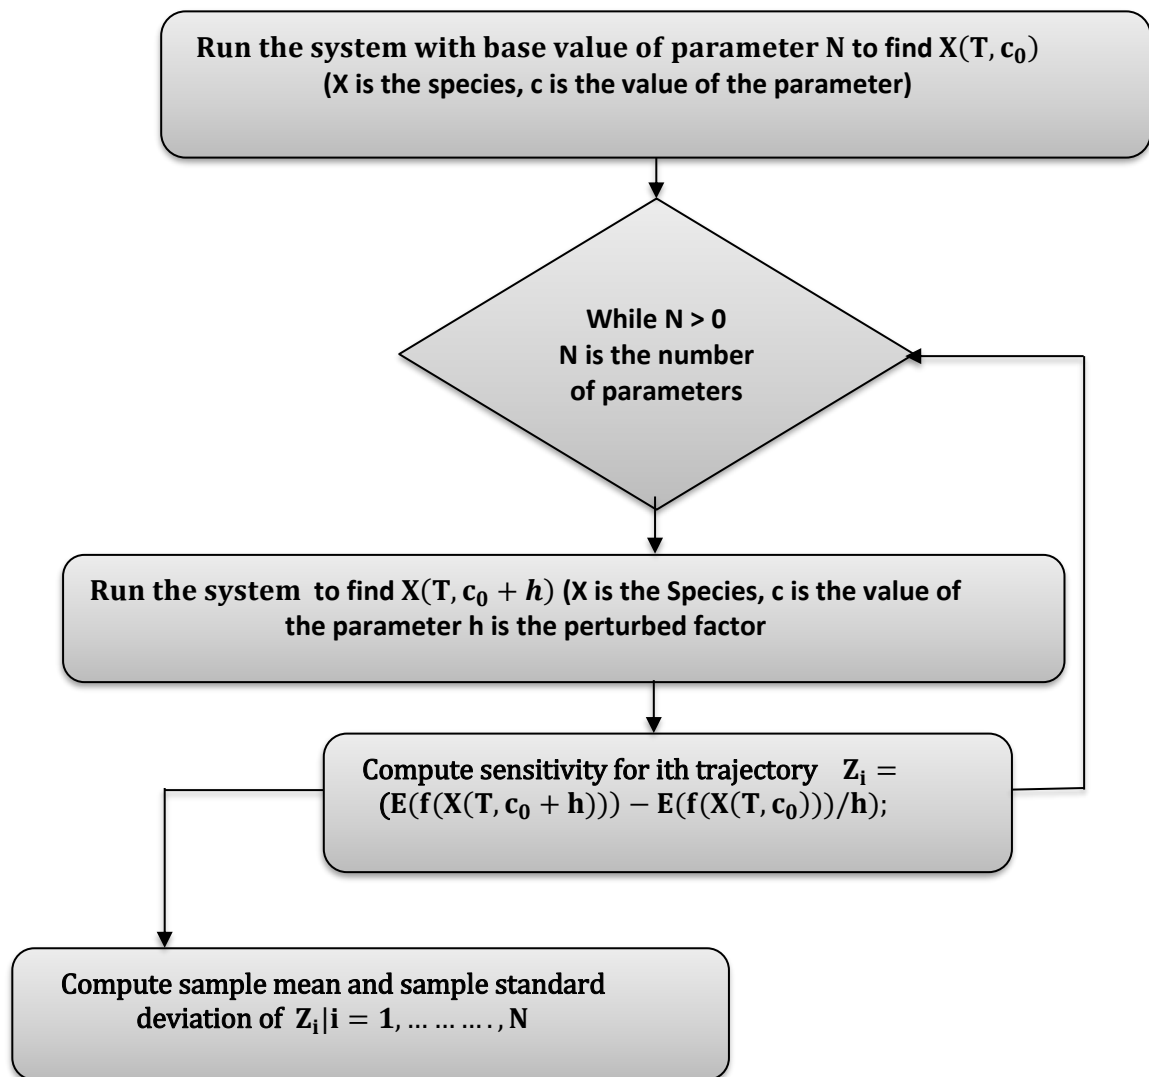 Run the system with base value of parameter N to find X(T, c₀)
(X is the species, c is the value of the parameter)
While N > 0
N is the number
of parameters
Run the system to find X(T, c₀ + h) (X is the Species, c is the value of
the parameter h is the perturbed factor
Compute sensitivity for ith trajectory Zᵢ =
(E(f(X(T, c₀ + h))) − E(f(X(T, c₀)))/h);
Compute sample mean and sample standard
deviation of Zᵢ|i = 1, … … … . , N